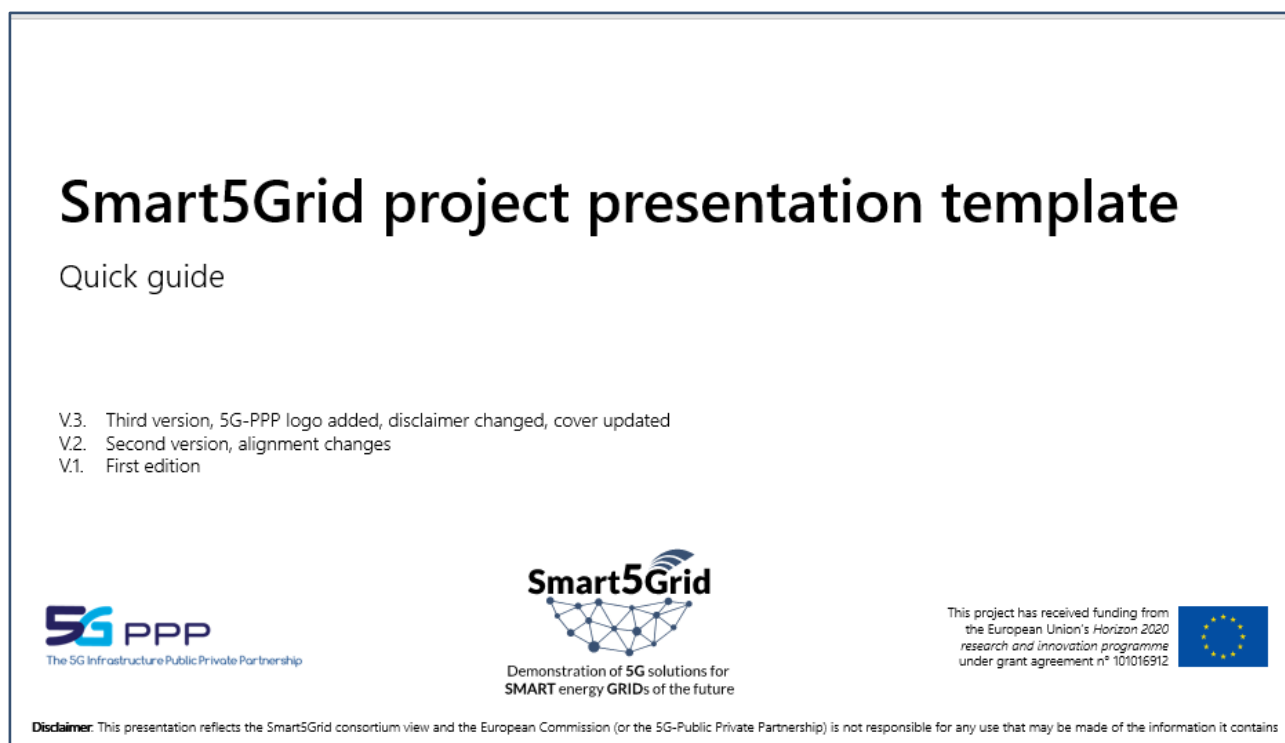 Smart5Grid project presentation template
Quick guide
V.3. Third version, 5G-PPP logo added, disclaimer changed, cover updated
V.2. Second version, alignment changes
V.1. First edition
5G PPP
The 5G Infrastructure Public Private Partnership
Smart5Grid
Demonstration of 5G solutions for
SMART energy GRIDs of the future
This project has received funding from
the European Union's Horizon 2020
research and innovation programme
under grant agreement n° 101016912
Disclaimer: This presentation reflects the Smart5Grid consortium view and the European Commission (or the 5G-Public Private Partnership) is not responsible for any use that may be made of the information it contains